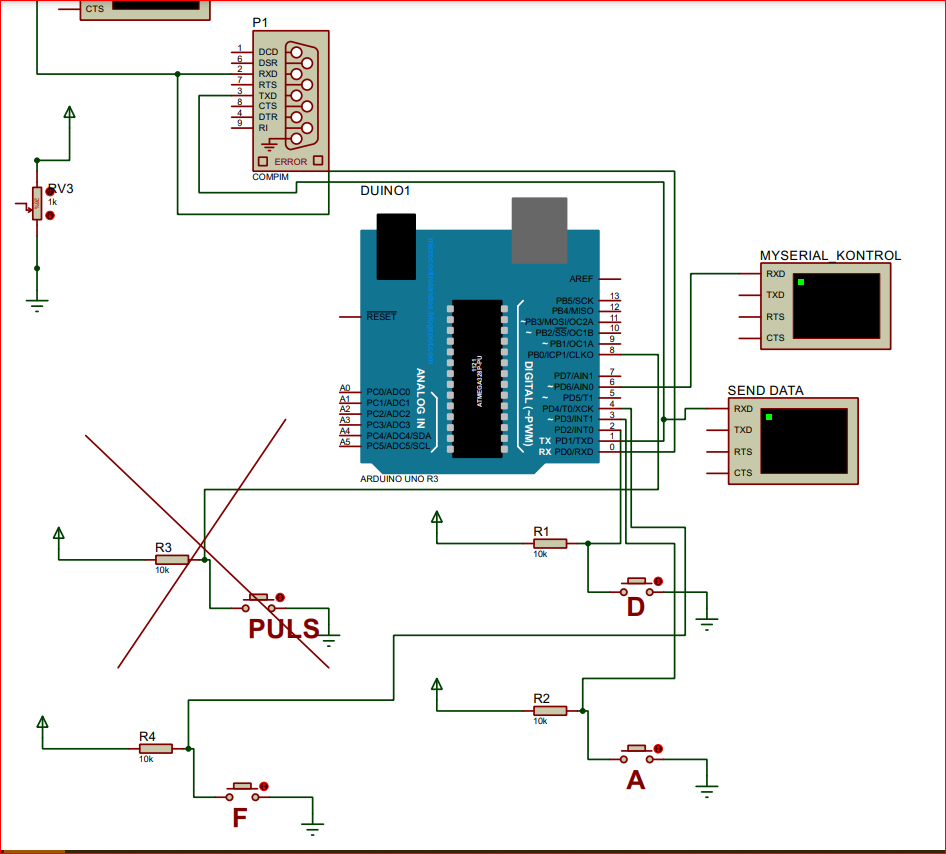 CTS
P1
1
DCD
6
DSR
2
RXD
7
RTS
3
TXD
8
CTS
4
DTR
9
RI
ERROR
COMPIM
RV3
1k
DUINO1
AREF
RESET
PB5/SCK
13
PB4/MISO
12
~PB3/MOSI/OC2A
11
~ PB2/SS/OC1B
10
~ PB1/OC1A
9
PB0/ICP1/CLKO
8
PD7/AIN1
7
~PD6/AIN0
6
~ PD5/T1
5
PD4/T0/XCK
4
~PD3/INT1
3
PD2/INT0
2
TX PD1/TXD
1
RX PD0/RXD
0
A0
PC0/ADC0
A1
PC1/ADC1
A2
PC2/ADC2
A3
PC3/ADC3
A4
PC4/ADC4/SDA
A5
PC5/ADC5/SCL
ANALOG IN
1121
ATMEGA328P-PU
DIGITAL (~PWM)
ARDUINO UNO R3
MYSERIAL_KONTROL
RXD
TXD
RTS
CTS
SEND DATA
RXD
TXD
RTS
CTS
R3
10k
PULS
R1
10k
D
R2
10k
A
R4
10k
F